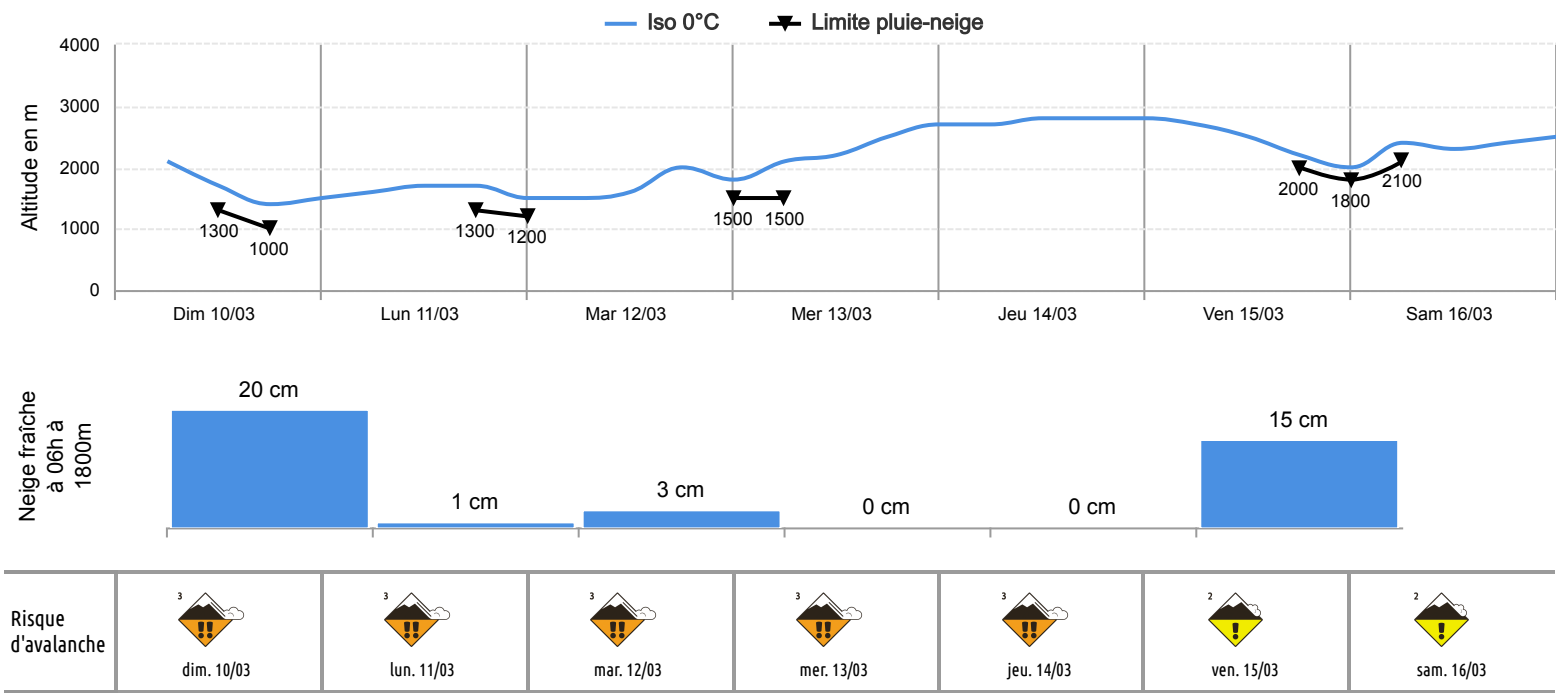 Iso 0°C Limite pluie-neige
Altitude en m
4000
3000
2000
1000
0
1300
1000
1300
1200
1500
1500
2000
1800
2100
Dim 10/03 Lun 11/03 Mar 12/03 Mer 13/03 Jeu 14/03 Ven 15/03 Sam 16/03
Neige fraîche
à 06h à
1800m
20 cm
1 cm
3 cm
0 cm
0 cm
15 cm
Risque
d'avalanche
3 3 3 3 3 2 2
!! !! !! !! !! ! !
dim. 10/03 lun. 11/03 mar. 12/03 mer. 13/03 jeu. 14/03 ven. 15/03 sam. 16/03